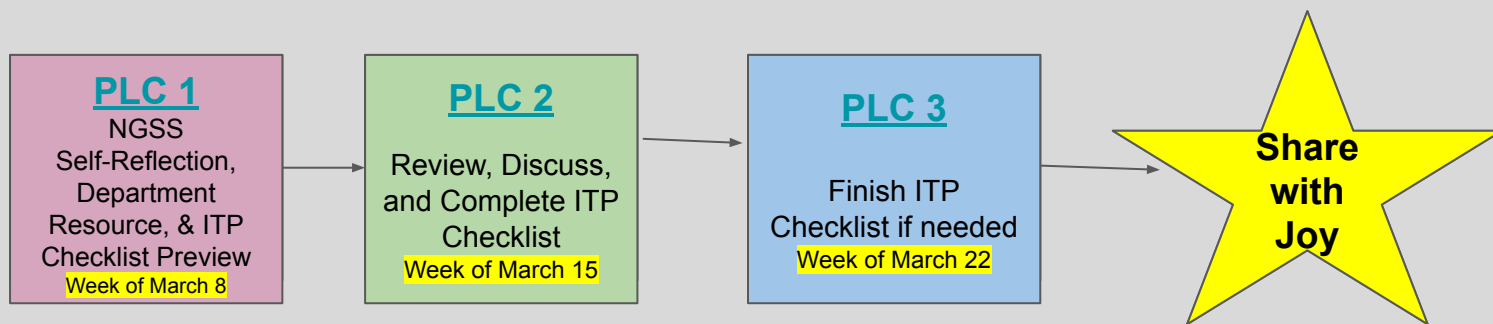 PLC 1
NGSS
Self-Reflection,
Department
Resource, & ITP
Checklist Preview
Week of March 8
PLC 2
Review, Discuss,
and Complete ITP
Checklist
Week of March 15
PLC 3
Finish ITP
Checklist if needed
Week of March 22
Share
with
Joy